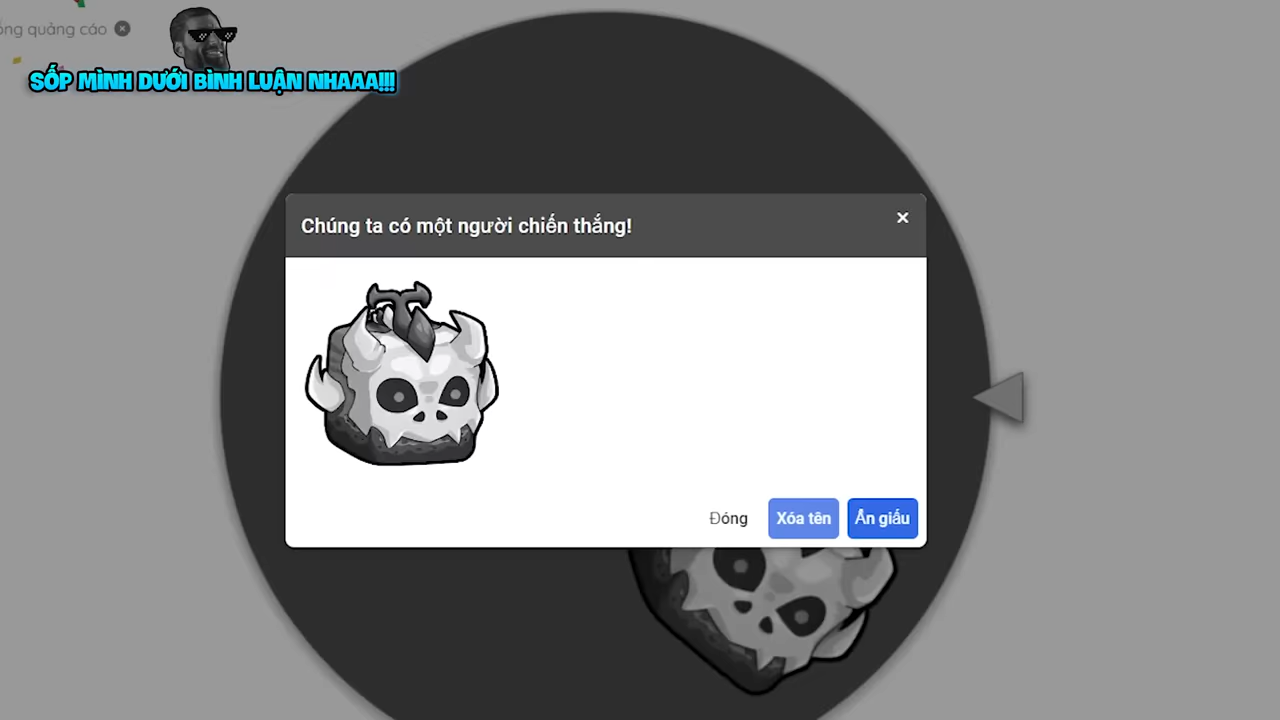 ng quảng cáo
SỐP MÌNH DƯỚI BÌNH LUẬN NHAAA!!!
Chúng ta có một người chiến thắng!
Đóng
Xóa tên
Ẩn giấu